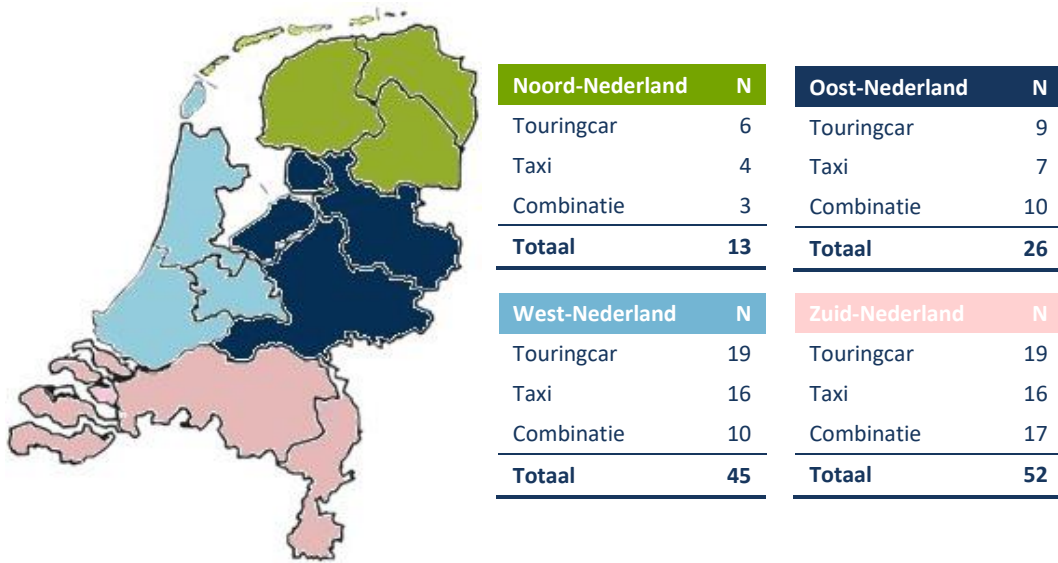 Noord-Nederland N
Touringcar 6
Taxi 4
Combinatie 3
Totaal 13
Oost-Nederland N
Touringcar 9
Taxi 7
Combinatie 10
Totaal 26
West-Nederland N
Touringcar 19
Taxi 16
Combinatie 10
Totaal 45
Zuid-Nederland N
Touringcar 19
Taxi 16
Combinatie 17
Totaal 52